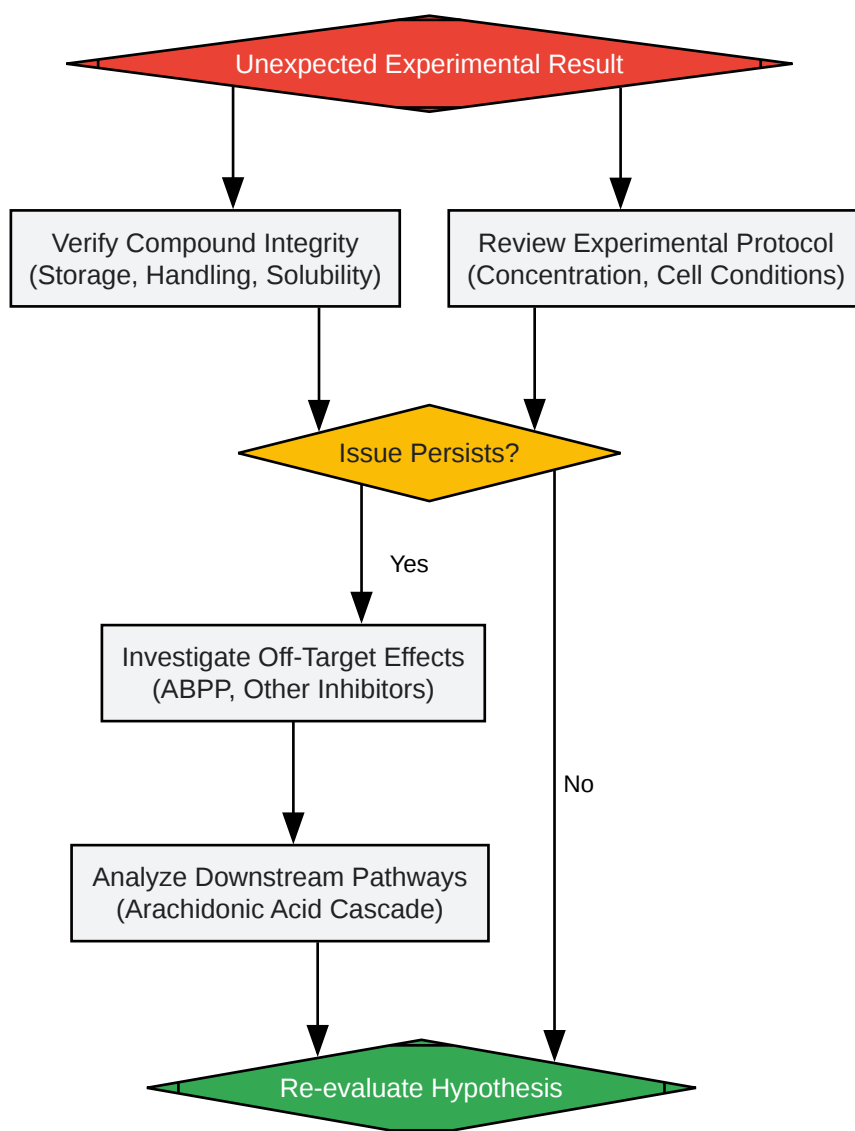 Unexpected Experimental Result
Verify Compound Integrity
(Storage, Handling, Solubility)
Review Experimental Protocol
(Concentration, Cell Conditions)
Issue Persists?
Yes
Investigate Off-Target Effects
(ABPP, Other Inhibitors)
No
Analyze Downstream Pathways
(Arachidonic Acid Cascade)
Re-evaluate Hypothesis